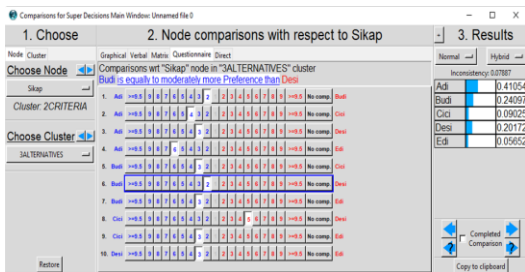 Comparisons for Super Decisions Main Window: Unnamed file 0
1. Choose
2. Node comparisons with respect to Sikap
- 3. Results
Node Cluster
Graphical Verbal Matrix Questionnaire Direct
Normal Hybrid
Choose Node
Comparisons wrt "Sikap" node in "3ALTERNATIVES" cluster
Budi is equally to moderately more Preference than Desi
Inconsistency: 0.07887
Sikap
Cluster: 2CRITERIA
Choose Cluster
3ALTERNATIVES
1. Adi >=9.5 9 8 7 6 5 4 3 2 2 3 4 5 6 7 8 9 >=9.5 No comp. Budi
2. Adi >=9.5 9 8 7 6 5 4 3 2 2 3 4 5 6 7 8 9 >=9.5 No comp. Cici
3. Adi >=9.5 9 8 7 6 5 4 3 2 2 3 4 5 6 7 8 9 >=9.5 No comp. Desi
4. Adi >=9.5 9 8 7 6 5 4 3 2 2 3 4 5 6 7 8 9 >=9.5 No comp. Edi
5. Budi >=9.5 9 8 7 6 5 4 3 2 2 3 4 5 6 7 8 9 >=9.5 No comp. Cici
6. Budi >=9.5 9 8 7 6 5 4 3 2 2 3 4 5 6 7 8 9 >=9.5 No comp. Desi
7. Budi >=9.5 9 8 7 6 5 4 3 2 2 3 4 5 6 7 8 9 >=9.5 No comp. Edi
8. Cici >=9.5 9 8 7 6 5 4 3 2 2 3 4 5 6 7 8 9 >=9.5 No comp. Desi
9. Cici >=9.5 9 8 7 6 5 4 3 2 2 3 4 5 6 7 8 9 >=9.5 No comp. Edi
10. Desi >=9.5 9 8 7 6 5 4 3 2 2 3 4 5 6 7 8 9 >=9.5 No comp. Edi
Adi 0.41054
Budi 0.24097
Cici 0.09025
Desi 0.20172
Edi 0.05652
Restore
Completed
Comparison
Copy to clipboard